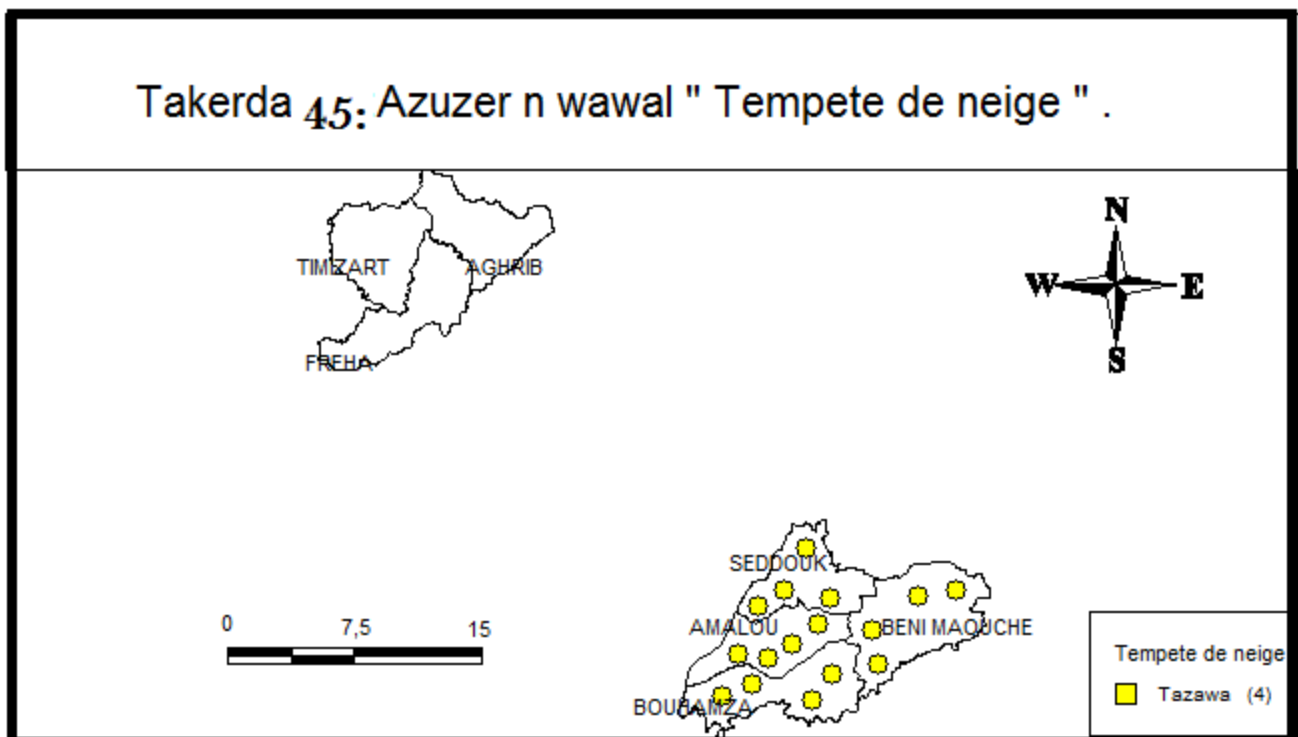 Takerda 45: Azuzer n wawal " Tempete de neige " .
N
TIMIZART AGHRIB
W E
FREHA
S
SEDDOUK
0 7,5 15
AMALOU BENI MAOUCHE
Tempete de neige
Tazawa (4)
BOUHAMZA